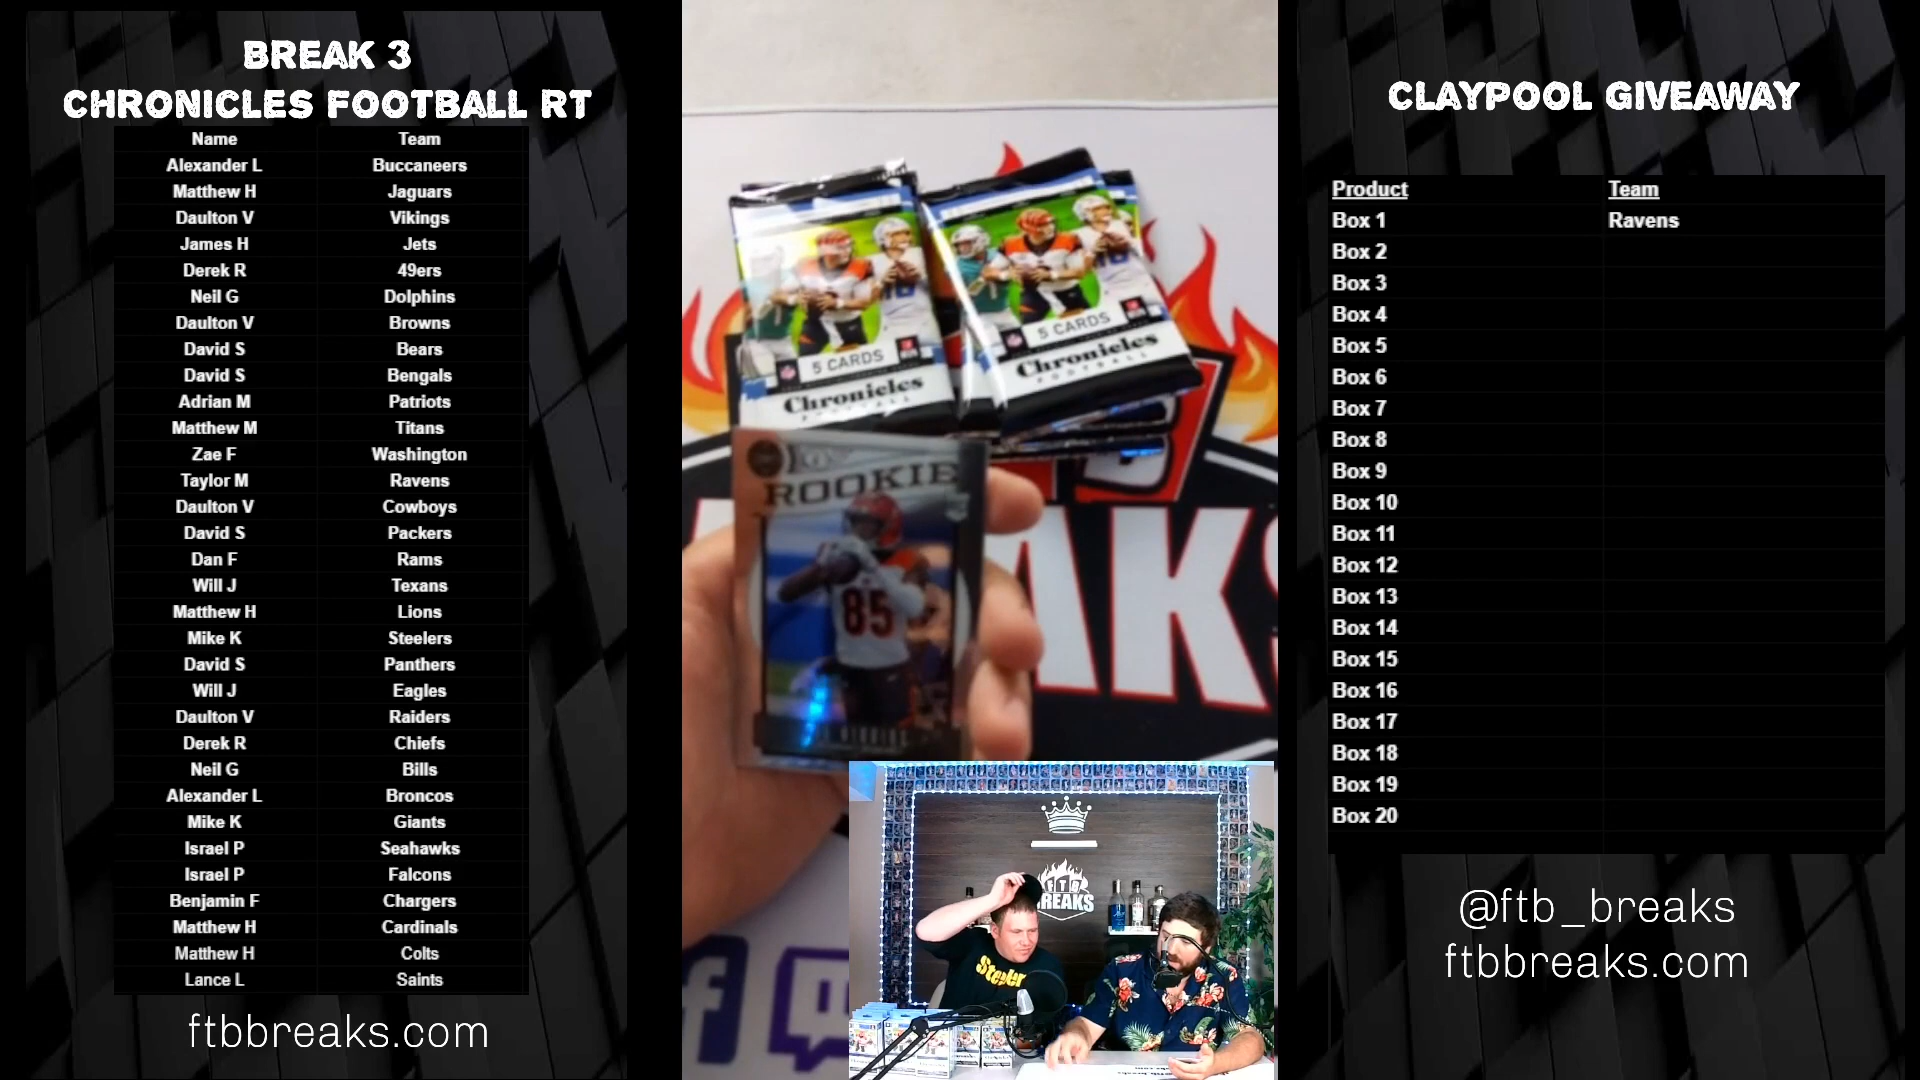 BREAK 3
CHRONICLES FOOTBALL RT
Name Team
Alexander L Buccaneers
Matthew H Jaguars
Daulton V Vikings
James H Jets
Derek R 49ers
Neil G Dolphins
Daulton V Browns
David S Bears
David S Bengals
Adrian M Patriots
Matthew M Titans
Zae F Washington
Taylor M Ravens
Daulton V Cowboys
David S Packers
Dan F Rams
Will J Texans
Matthew H Lions
Mike K Steelers
David S Panthers
Will J Eagles
Daulton V Raiders
Derek R Chiefs
Neil G Bills
Alexander L Broncos
Mike K Giants
Israel P Seahawks
Israel P Falcons
Benjamin F Chargers
Matthew H Cardinals
Matthew H Colts
Lance L Saints
ftbbreaks.com
5 CARDS
Chronicles
FOOTBALL
5 CARDS
Chronicles
FOOTBALL
ROOKIE
85
FTB
BREAKS
CLAYPOOL GIVEAWAY
Product Team
Box 1 Ravens
Box 2
Box 3
Box 4
Box 5
Box 6
Box 7
Box 8
Box 9
Box 10
Box 11
Box 12
Box 13
Box 14
Box 15
Box 16
Box 17
Box 18
Box 19
Box 20
@ftb_breaks
ftbbreaks.com